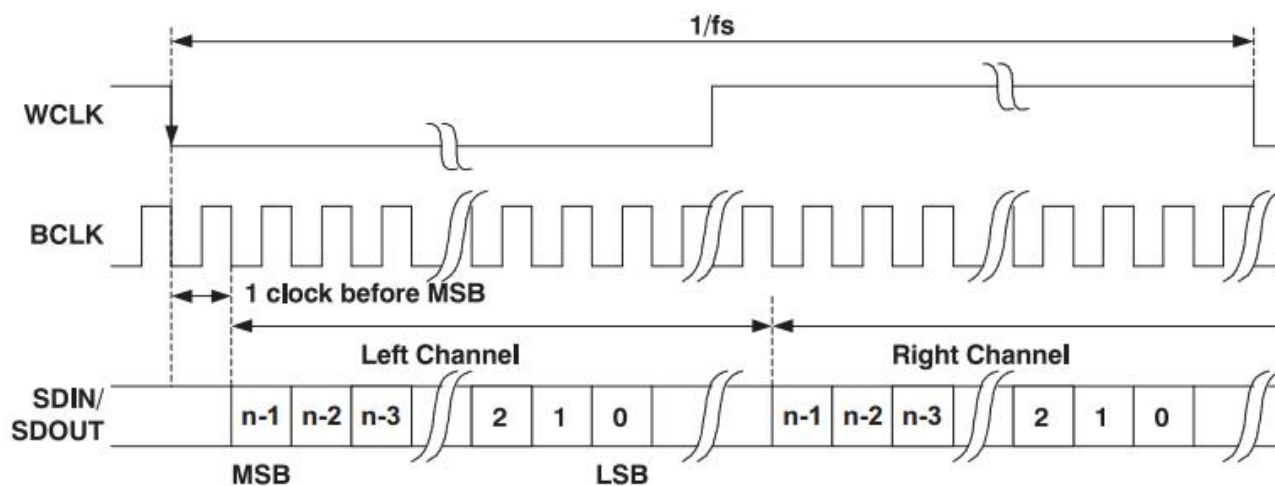 1/fs
WCLK
BCLK
1 clock before MSB
Left Channel
Right Channel
SDIN/
SDOUT
n-1 n-2 n-3 2 1 0 n-1 n-2 n-3 2 1 0
MSB LSB